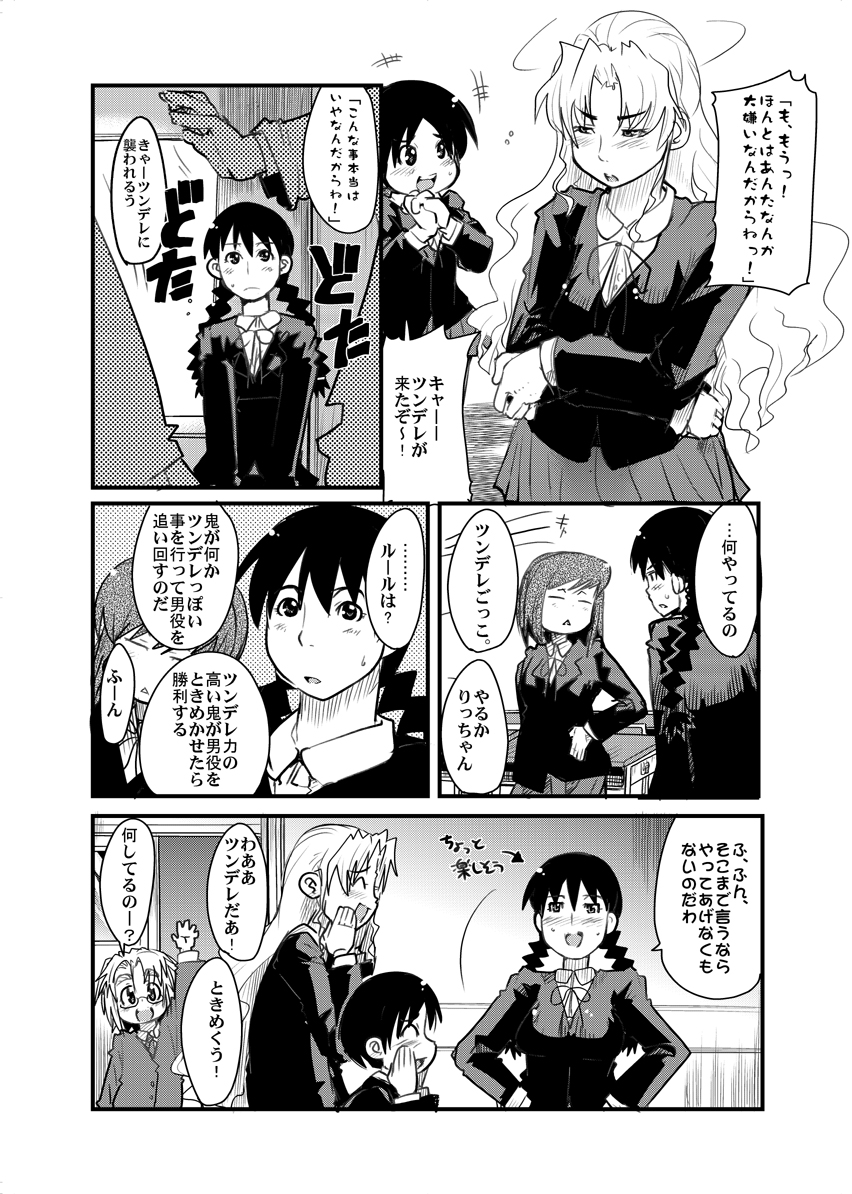 「も、もうっ！
ほんとはあんたなんか
大嫌いなんだからねっ！」
キャーー
ツンデレが
来たぞ～！
「こんな事本当は
いやなんだからね！」
きゃーツンデレに
襲われるう
どた
どた。
…何やってるの
ツンデレごっこ。
やるか
りっちゃん
………
ルールは？
鬼が何か
ツンデレっぽい
事を行って男役を
追い回すのだ
ツンデレ力の
高い鬼が男役を
ときめかせたら
勝利する
ふーん
ふ、ふん、
そこまで言うなら
やってあげなくも
ないのだわ
ちょっと
楽しそう
わああ
ツンデレだあ！
ときめくう！
何してるのー？